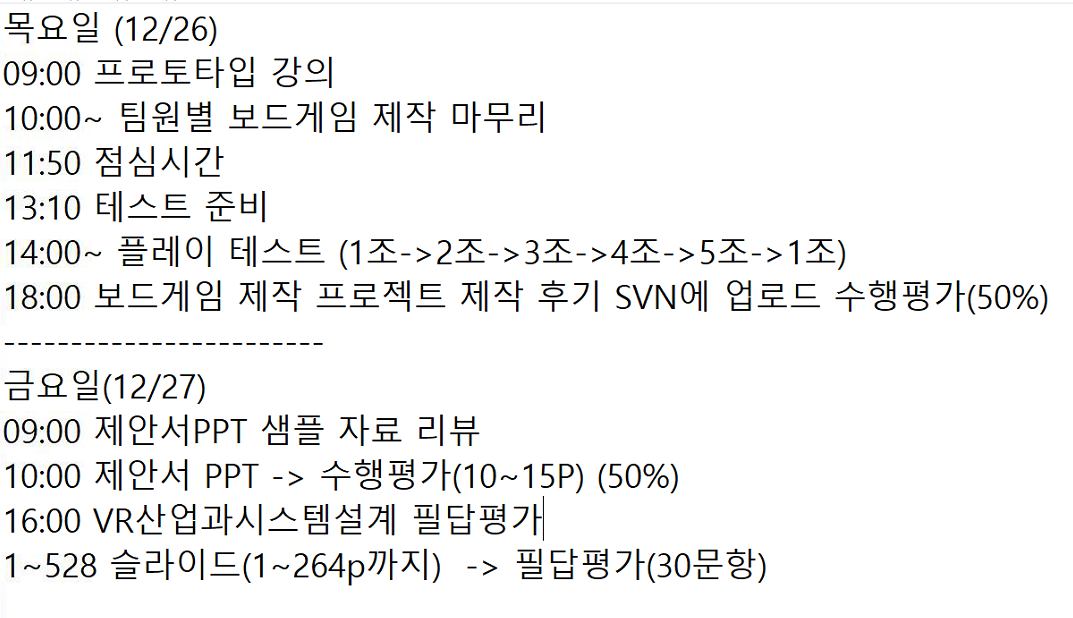 목요일 (12/26)
09:00 프로토타입 강의
10:00~ 팀원별 보드게임 제작 마무리
11:50 점심시간
13:10 테스트 준비
14:00~ 플레이 테스트 (1조->2조->3조->4조->5조->1조)
18:00 보드게임 제작 프로젝트 제작 후기 SVN에 업로드 수행평가(50%)
------------------------
금요일(12/27)
09:00 제안서PPT 샘플 자료 리뷰
10:00 제안서 PPT -> 수행평가(10~15P) (50%)
16:00 VR산업과시스템설계 필답평가
1~528 슬라이드(1~264p까지)  -> 필답평가(30문항)